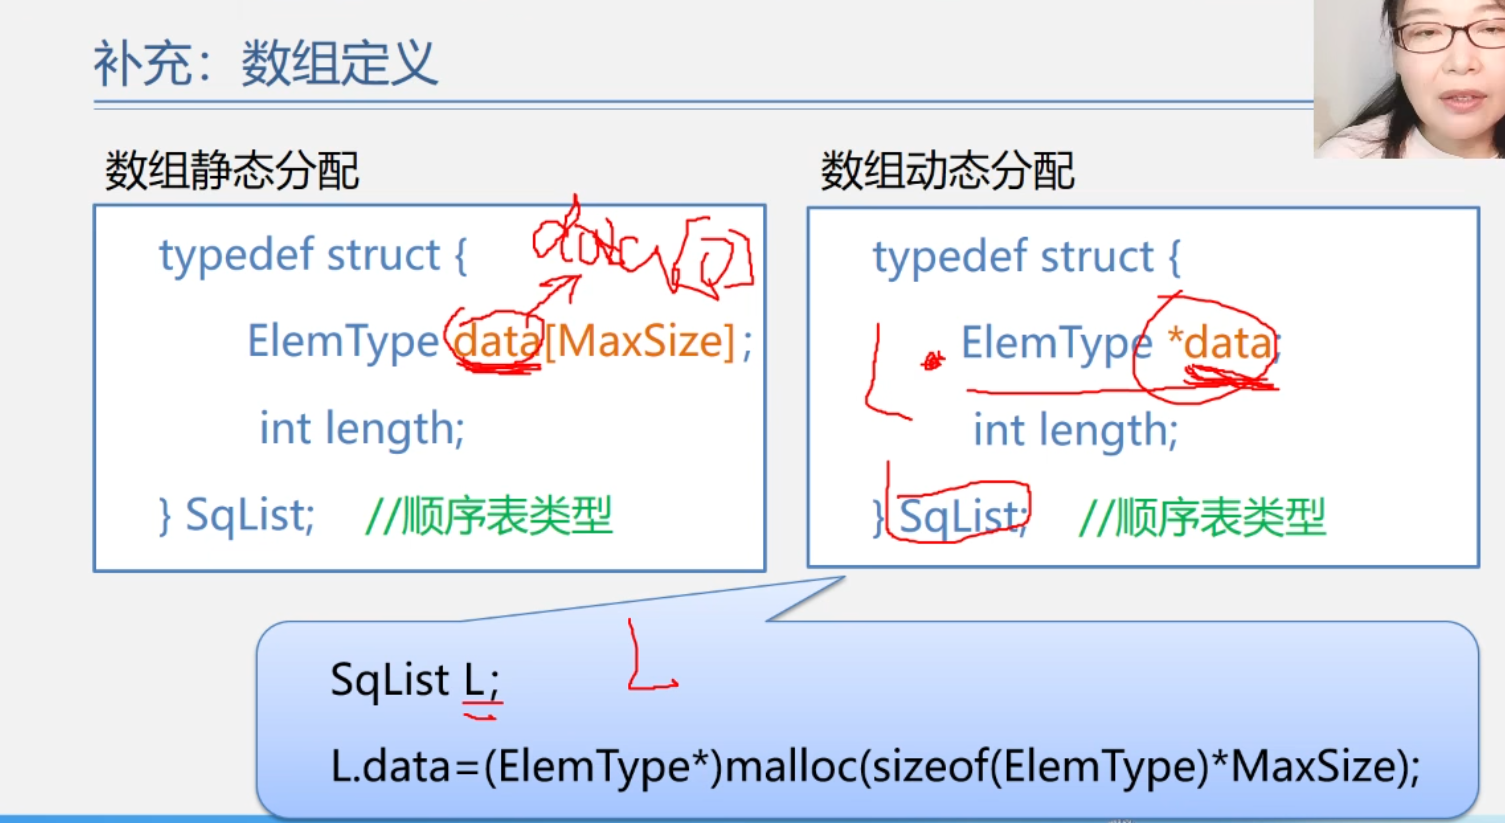 补充：数组定义
数组静态分配
typedef struct {
data[0]
ElemType data[MaxSize];
int length;
} SqList; //顺序表类型
数组动态分配
typedef struct {
ElemType *data;
int length;
} SqList; //顺序表类型
L
SqList L;
L.data=(ElemType*)malloc(sizeof(ElemType)*MaxSize);